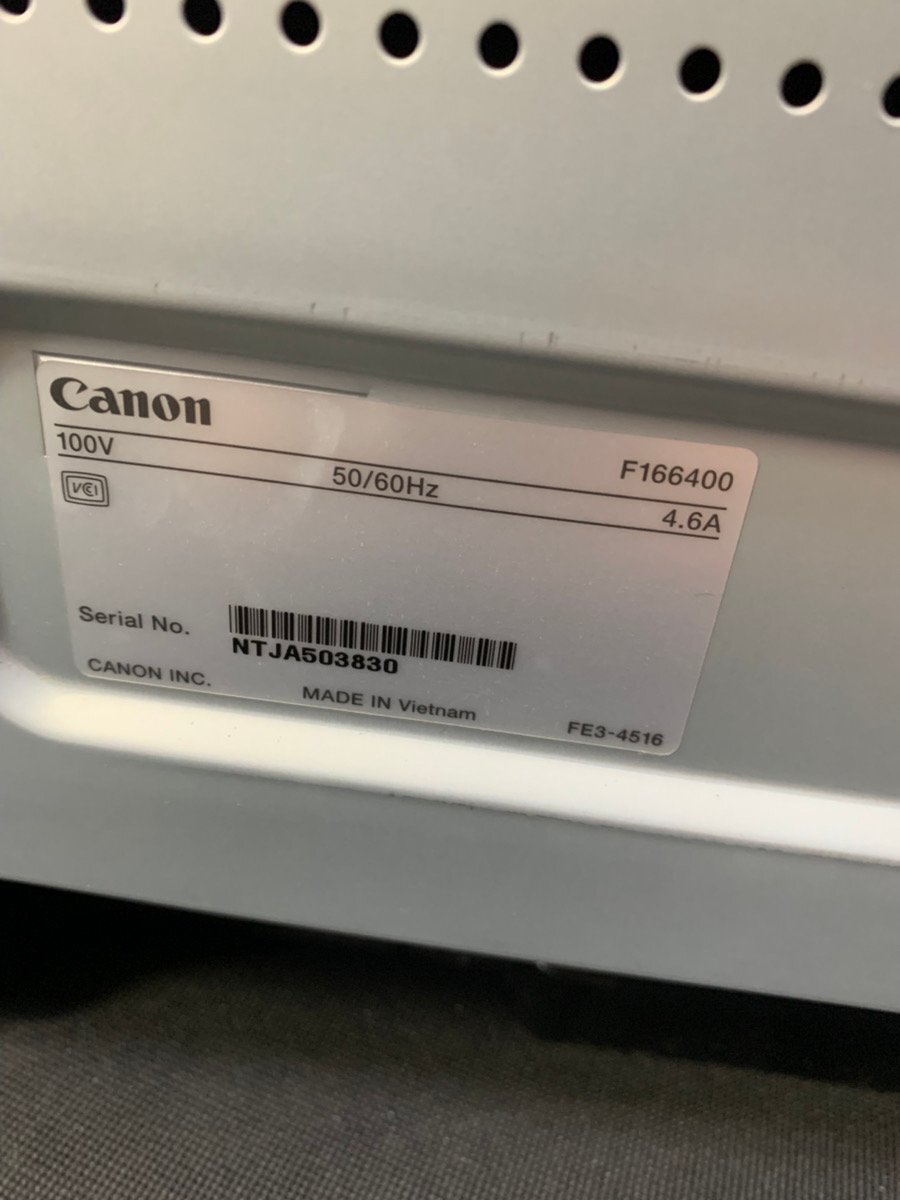 Canon
100V 50/60Hz F166400
4.6A
VCI
Serial No. NTJA503830
CANON INC. MADE IN Vietnam FE3-4516